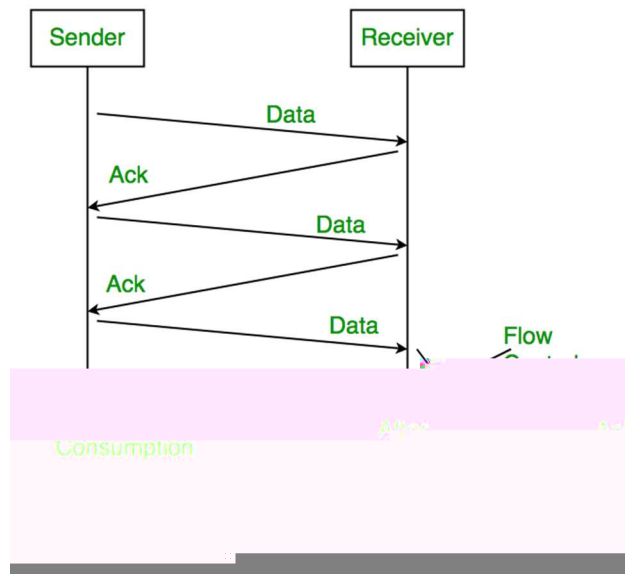 Sender
Receiver
Data
Ack
Data
Ack
Data
Flow
Consumption